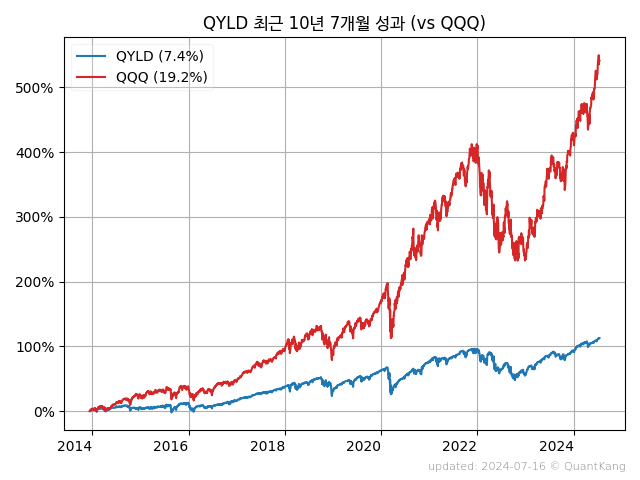 QYLD 최근 10년 7개월 성과 (vs QQQ)
QYLD (7.4%)
QQQ (19.2%)
500%
400%
300%
200%
100%
0%
2014 2016 2018 2020 2022 2024
updated: 2024-07-16 © QuantKang